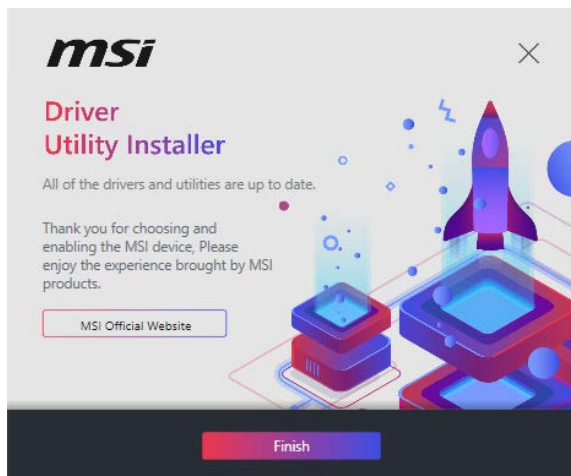 msi
Driver
Utility Installer
All of the drivers and utilities are up to date.
Thank you for choosing and
enabling the MSI device, Please
enjoy the experience brought by MSI
products.
MSI Official Website
Finish